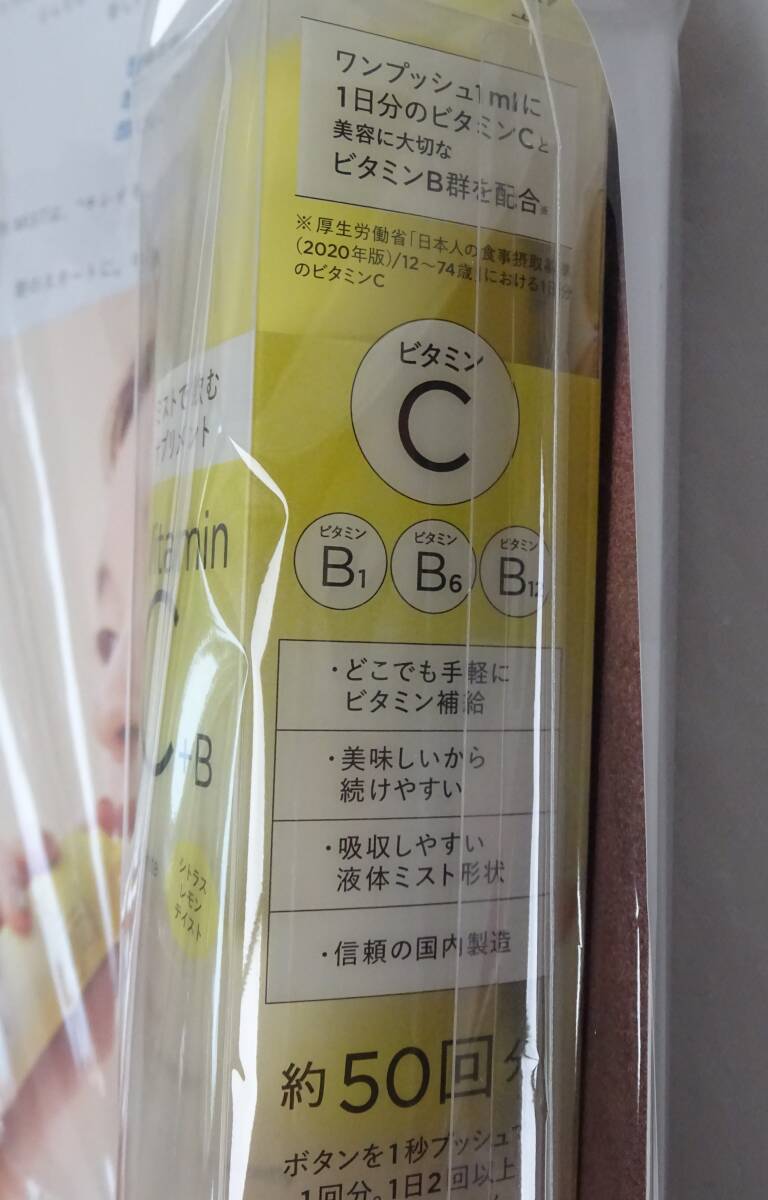 ワンプッシュ1mlに
1日分のビタミンCと
美容に大切な
ビタミンB群を配合※
※厚生労働省「日本人の食事摂取基準
(2020年版)/12～74歳」における1日分
のビタミンC
ビタミン
C
ビタミン
B1
ビタミン
B6
ビタミン
B12
・どこでも手軽に
ビタミン補給
・美味しいから
続けやすい
・吸収しやすい
液体ミスト形状
・信頼の国内製造
約50回分
ボタンを1秒プッシュで
1回分。1日2回以上
ミストで
tamin
C
+B
シトラス
レモン
テイスト